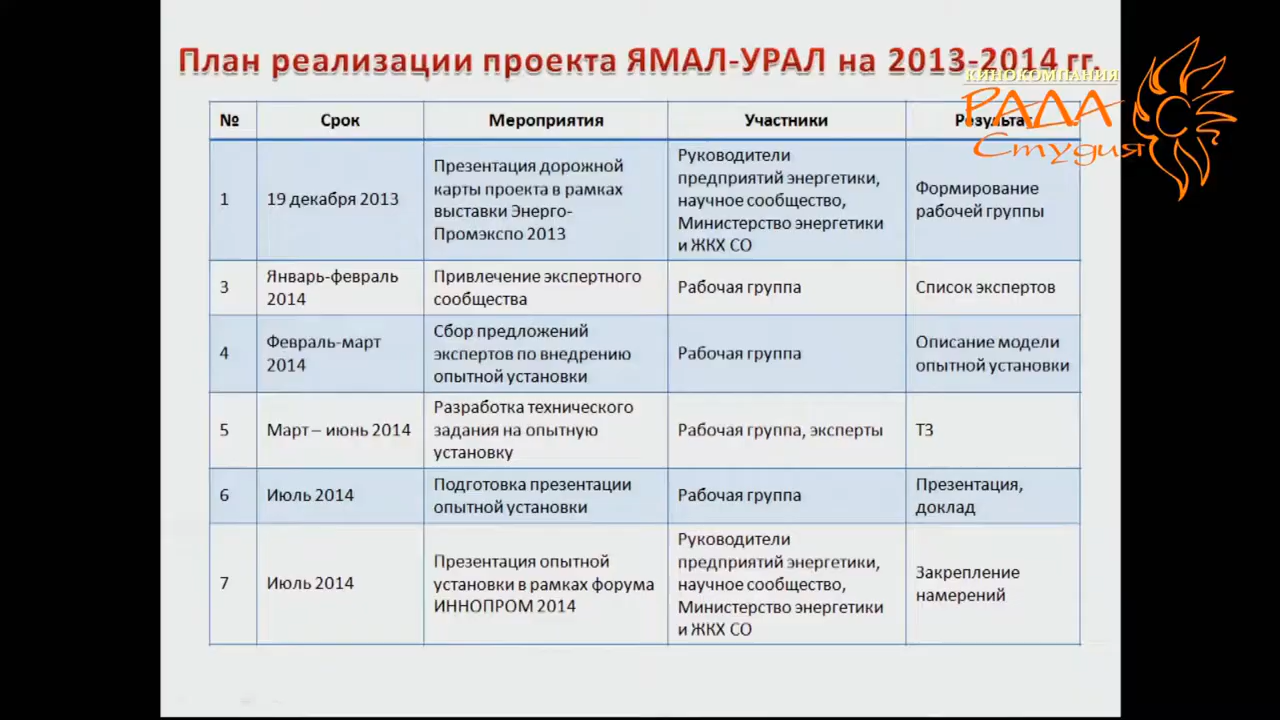 План реализации проекта ЯМАЛ-УРАЛ на 2013-2014 гг.
КИНОКОМПАНИЯ
РАДА
Студия
№ Срок Мероприятия Участники Результат
1
19 декабря 2013
Презентация дорожной
карты проекта в рамках
выставки Энерго-
Промэкспо 2013
Руководители
предприятий энергетики,
научное сообщество,
Министерство энергетики
и ЖКХ СО
Формирование
рабочей группы
3
Январь-февраль
2014
Привлечение экспертного
сообщества
Рабочая группа
Список экспертов
4
Февраль-март
2014
Сбор предложений
экспертов по внедрению
опытной установки
Рабочая группа
Описание модели
опытной установки
5
Март – июнь 2014
Разработка технического
задания на опытную
установку
Рабочая группа, эксперты
ТЗ
6
Июль 2014
Подготовка презентации
опытной установки
Рабочая группа
Презентация,
доклад
7
Июль 2014
Презентация опытной
установки в рамках форума
ИННОПРОМ 2014
Руководители
предприятий энергетики,
научное сообщество,
Министерство энергетики
и ЖКХ СО
Закрепление
намерений